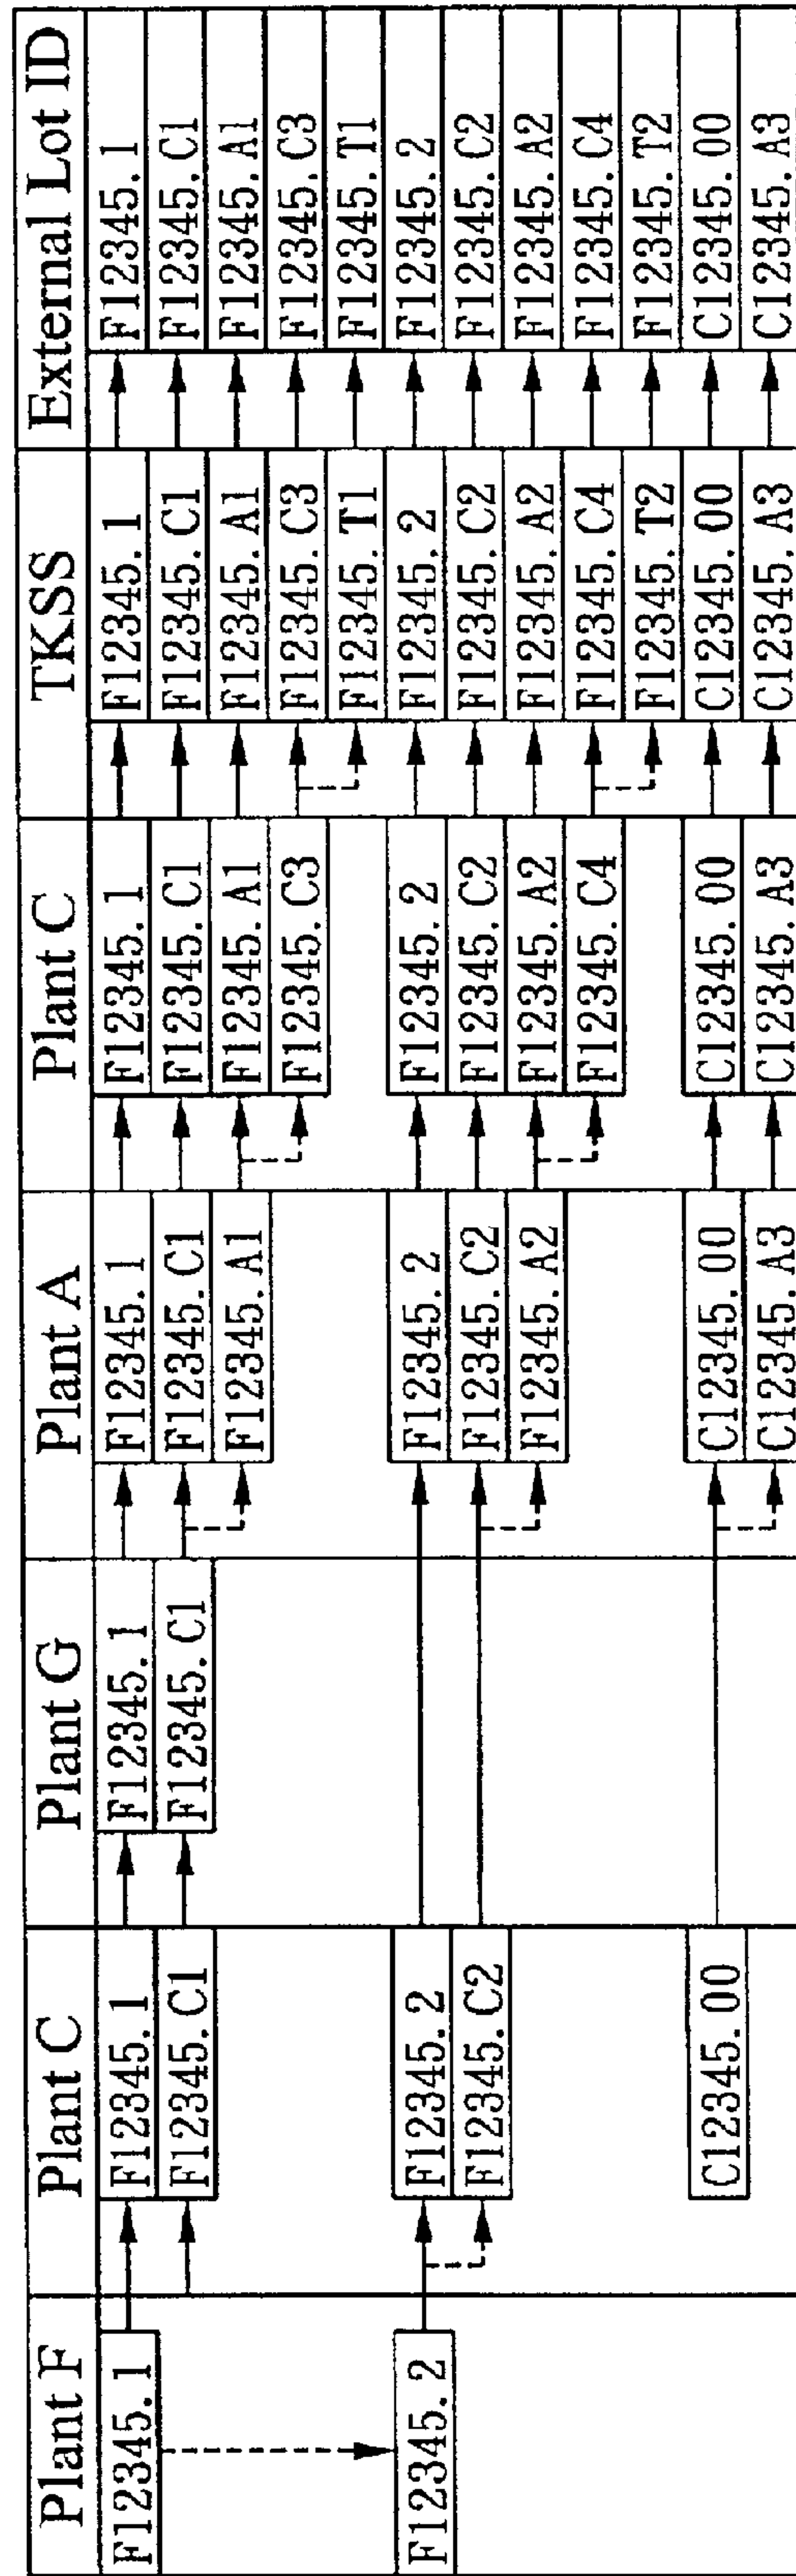 Plant F Plant C Plant G Plant A Plant C TKSS External Lot ID
F12345.1 F12345.1 F12345.1 F12345.1 F12345.1 F12345.1 F12345.1
F12345.C1 F12345.C1 F12345.C1 F12345.C1 F12345.C1 F12345.C1
F12345.A1 F12345.A1 F12345.A1 F12345.A1
F12345.C3 F12345.C3 F12345.C3
F12345.T1 F12345.T1
F12345.2 F12345.2 F12345.2 F12345.2 F12345.2 F12345.2
F12345.C2 F12345.C2 F12345.C2 F12345.C2 F12345.C2
F12345.A2 F12345.A2 F12345.A2 F12345.A2
F12345.C4 F12345.C4 F12345.C4
F12345.T2 F12345.T2
C12345.00 C12345.00 C12345.00 C12345.00 C12345.00
C12345.A3 C12345.A3 C12345.A3 C12345.A3